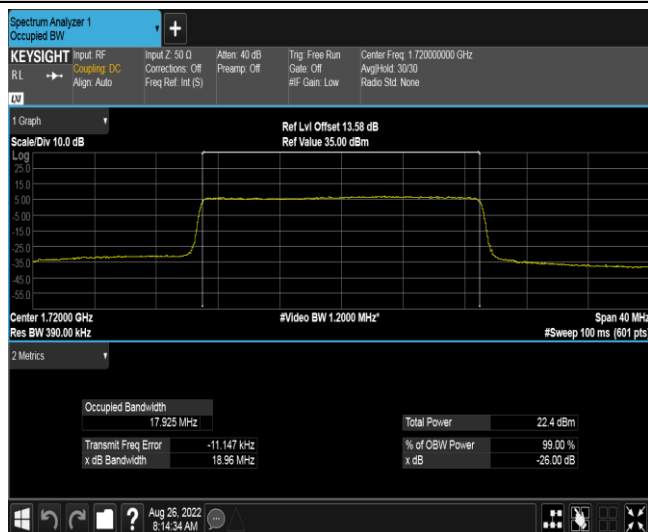 Spectrum Analyzer 1
Occupied BW
+
KEYSIGHT
Input: RF
Input Z: 50 Ω
Atten: 40 dB
Trig: Free Run
Center Freq: 1.720000000 GHz
RL
Coupling: DC
Corrections: Off
Preamp: Off
Gate: Off
Avg|Hold: 30/30
Align: Auto
Freq Ref: Int (S)
#IF Gain: Low
Radio Std: None
LXI
1 Graph
Ref Lvl Offset 13.58 dB
Scale/Div 10.0 dB
Ref Value 35.00 dBm
Log
25.0
15.0
5.00
-5.00
-15.0
-25.0
-35.0
-45.0
-55.0
Center 1.72000 GHz
#Video BW 1.2000 MHz*
Span 40 MHz
Res BW 390.00 kHz
#Sweep 100 ms (601 pts)
2 Metrics
Occupied Bandwidth
17.925 MHz
Total Power 22.4 dBm
Transmit Freq Error -11.147 kHz
% of OBW Power 99.00 %
x dB Bandwidth 18.96 MHz
x dB -26.00 dB
?
Aug 26, 2022
8:14:34 AM